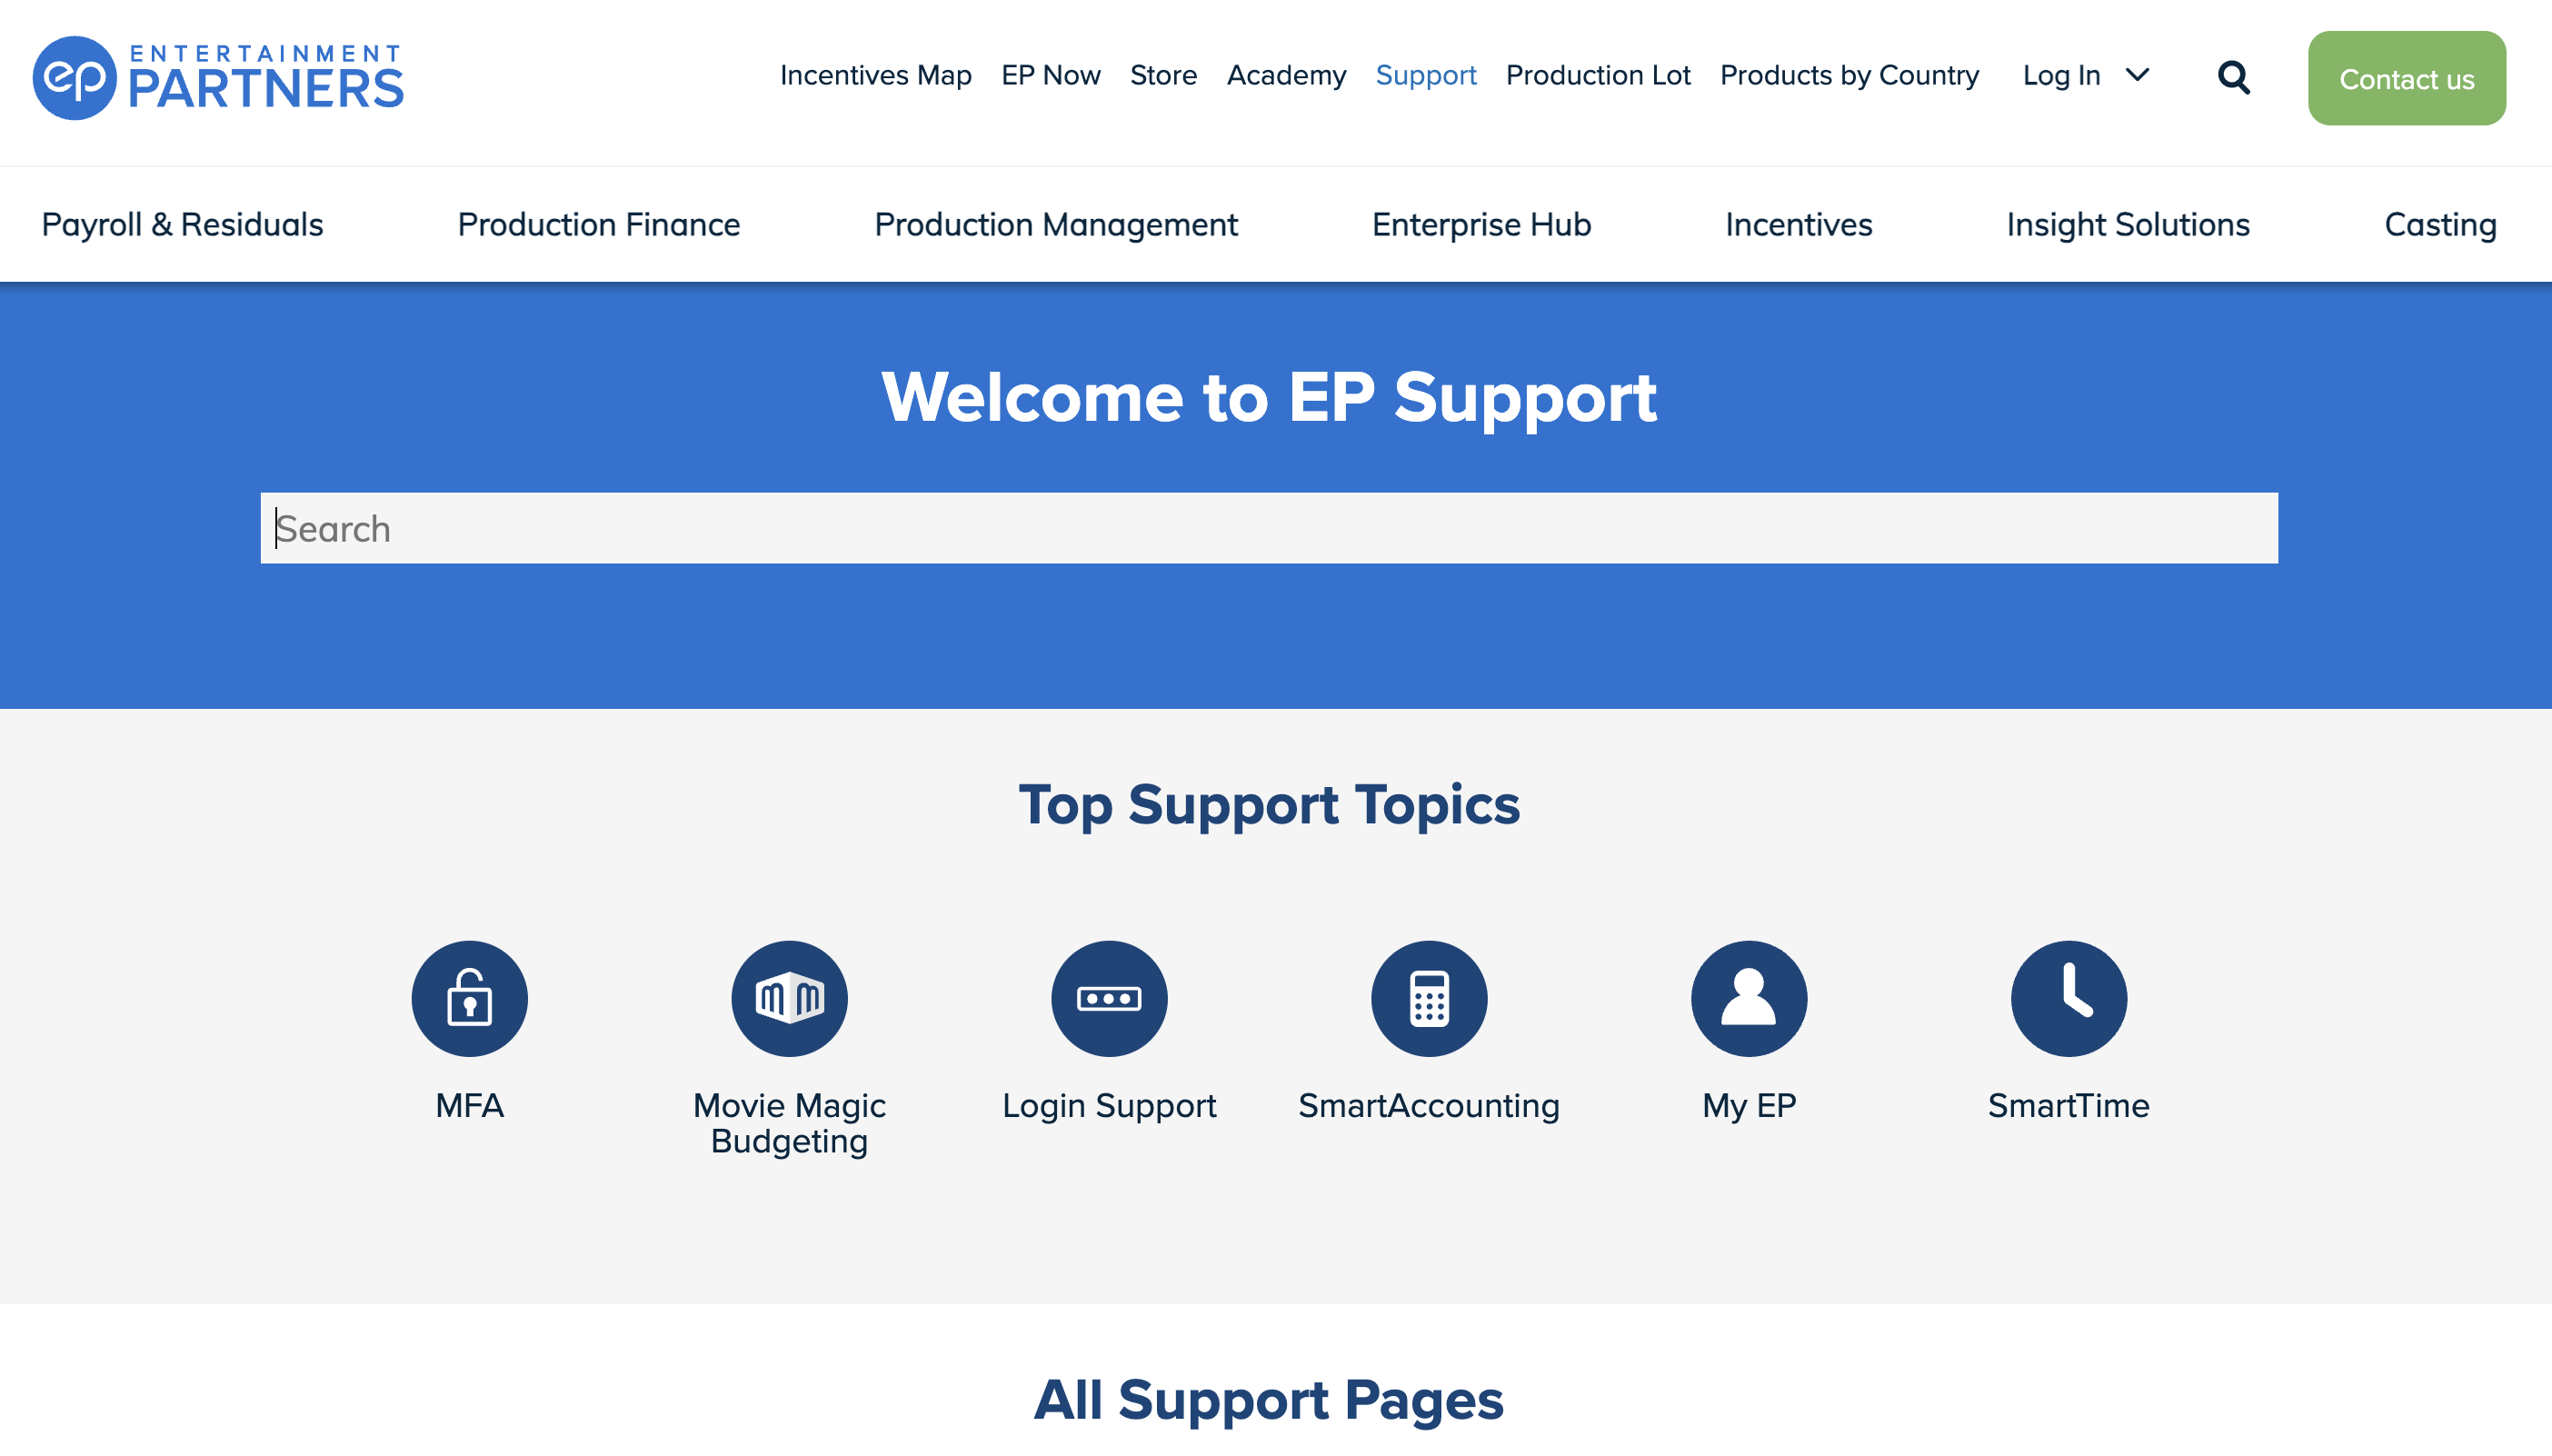 ep ENTERTAINMENT
PARTNERS
Incentives Map EP Now Store Academy Support Production Lot Products by Country Log In Contact us
Payroll & Residuals Production Finance Production Management Enterprise Hub Incentives Insight Solutions Casting
Welcome to EP Support
Search
Top Support Topics
MFA
Movie Magic
Budgeting
Login Support
SmartAccounting
My EP
SmartTime
All Support Pages